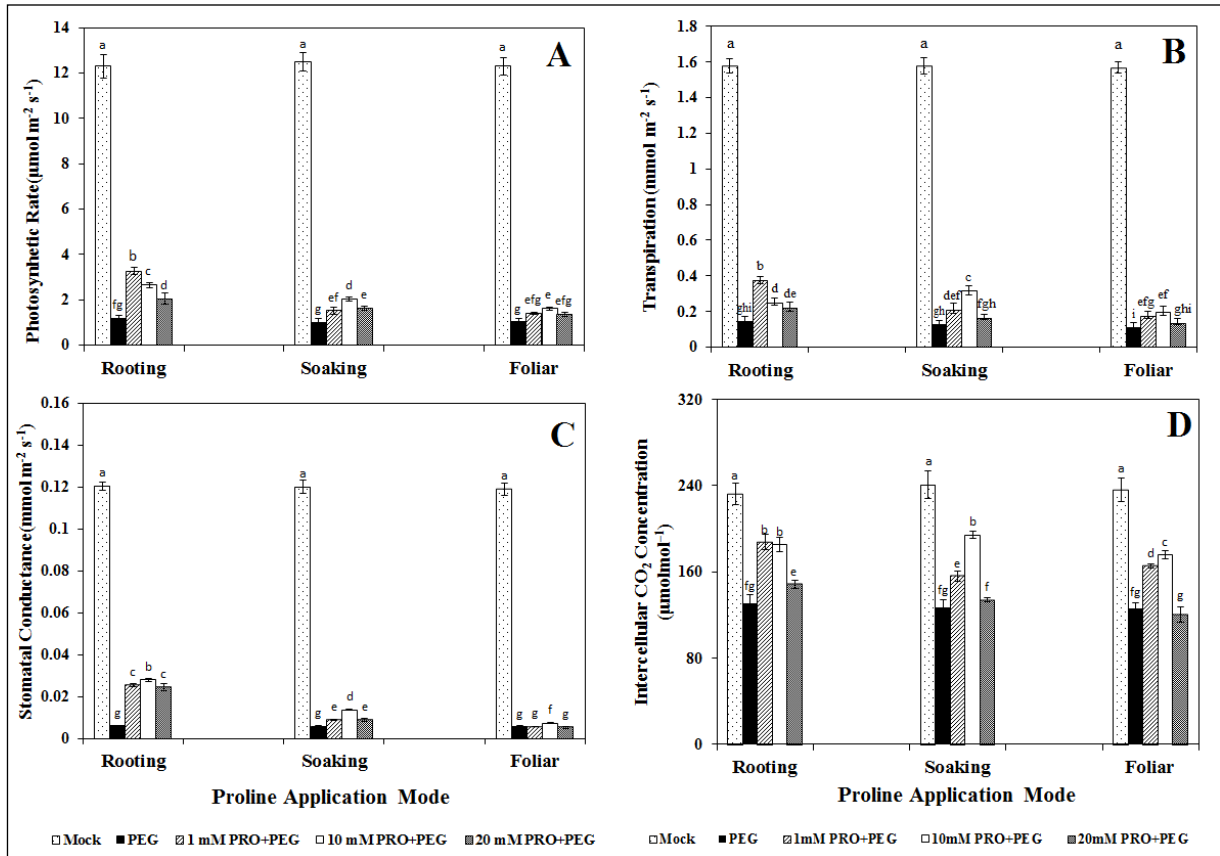 A
Photosynhetic Rate(µmol m⁻² s⁻¹)
14
12
10
8
6
4
2
0
a
fg
b
c
d
a
g
ef
d
e
a
g
efg
e
efg
Rooting
Soaking
Foliar
B
Transpiration (mmol m⁻² s⁻¹)
1.8
1.6
1.4
1.2
1
0.8
0.6
0.4
0.2
0
a
ghi
b
d
de
a
gh
def
c
fgh
a
i
efg
ef
ghi
Rooting
Soaking
Foliar
C
Stomatal Conductance(mmol m⁻² s⁻¹)
0.16
0.14
0.12
0.1
0.08
0.06
0.04
0.02
0
a
g
c
b
c
a
g
e
d
e
a
g
g
f
g
Rooting
Soaking
Foliar
Proline Application Mode
Mock PEG 1 mM PRO+PEG 10 mM PRO+PEG 20 mM PRO+PEG
D
Intercellular CO₂ Concentration
(µmolmol⁻¹)
320
240
160
80
0
a
fg
b
b
e
a
fg
e
b
f
a
fg
d
c
g
Rooting
Soaking
Foliar
Proline Application Mode
Mock PEG 1mM PRO+PEG 10mM PRO+PEG 20mM PRO+PEG